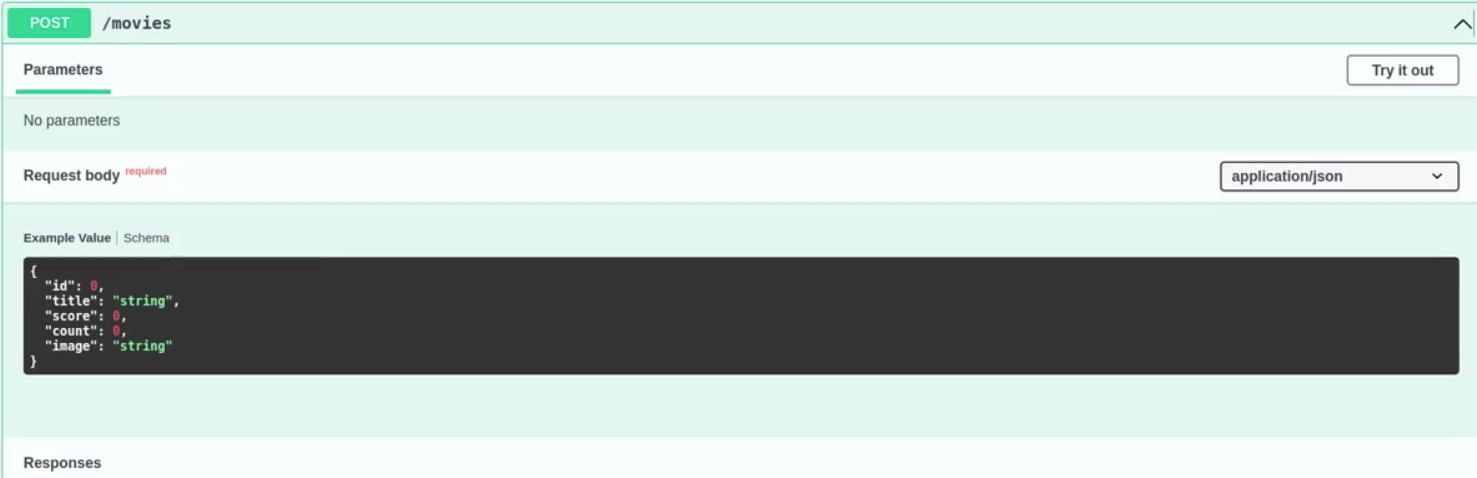 POST /movies
Parameters Try it out
No parameters
Request body required application/json
Example Value Schema
{
"id": 0,
"title": "string",
"score": 0,
"count": 0,
"image": "string"
}
Responses